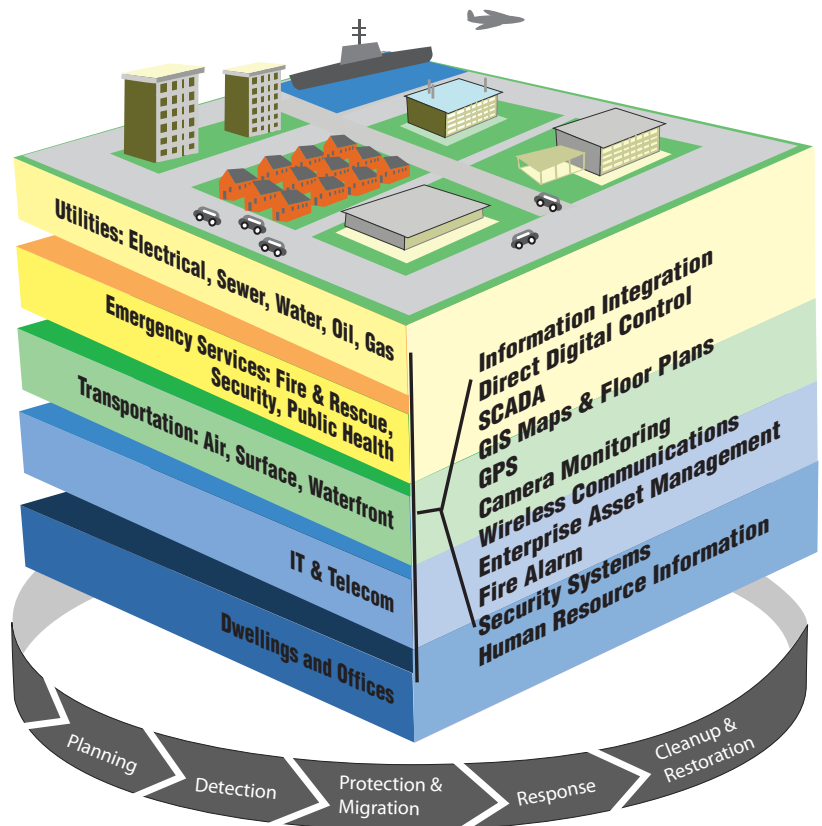 Utilities: Electrical, Sewer, Water, Oil, Gas
Emergency Services: Fire & Rescue,
Security, Public Health
Transportation: Air, Surface, Waterfront
IT & Telecom
Dwellings and Offices
Information Integration
Direct Digital Control
SCADA
GIS Maps & Floor Plans
GPS
Camera Monitoring
Wireless Communications
Enterprise Asset Management
Fire Alarm
Security Systems
Human Resource Information
Planning
Detection
Protection &
Migration
Response
Cleanup &
Restoration